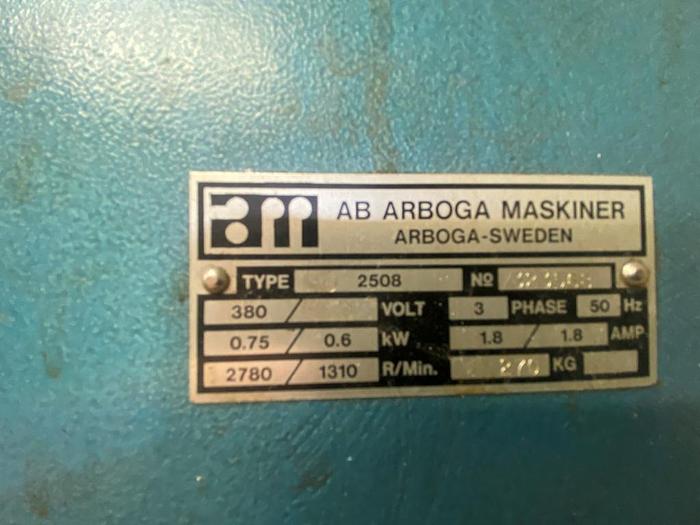 am AB ARBOGA MASKINER
ARBOGA-SWEDEN
TYPE 2508 Nº
380 / VOLT 3 PHASE 50 Hz
0.75 / 0.6 kW 1.8 / 1.8 AMP
2780 / 1310 R/Min. KG